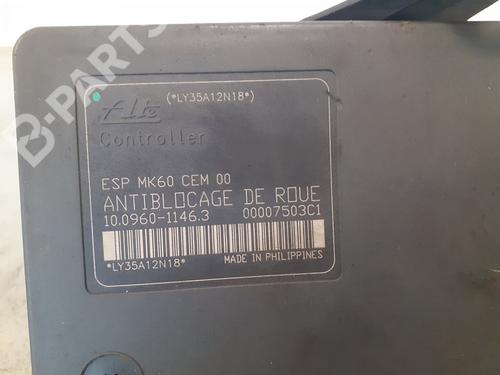 B-PARTS
(*LY35A12N18*)
Ate
Controller
ESP MK60 CEM 00
ANTIBLOCAGE DE ROUE
10.0960-1146.3 00007503C1
*LY35A12N18*
MADE IN PHILIPPINES